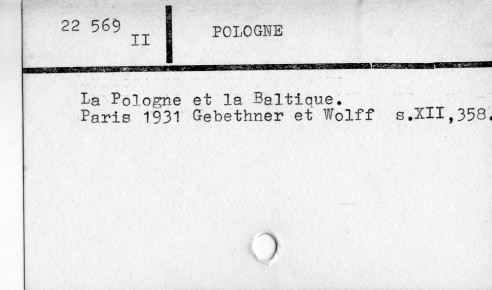 22 569
II
POLOGNE
La Pologne et la Baltique.
Paris 1931 Gebethner et Wolff s.XII,358.